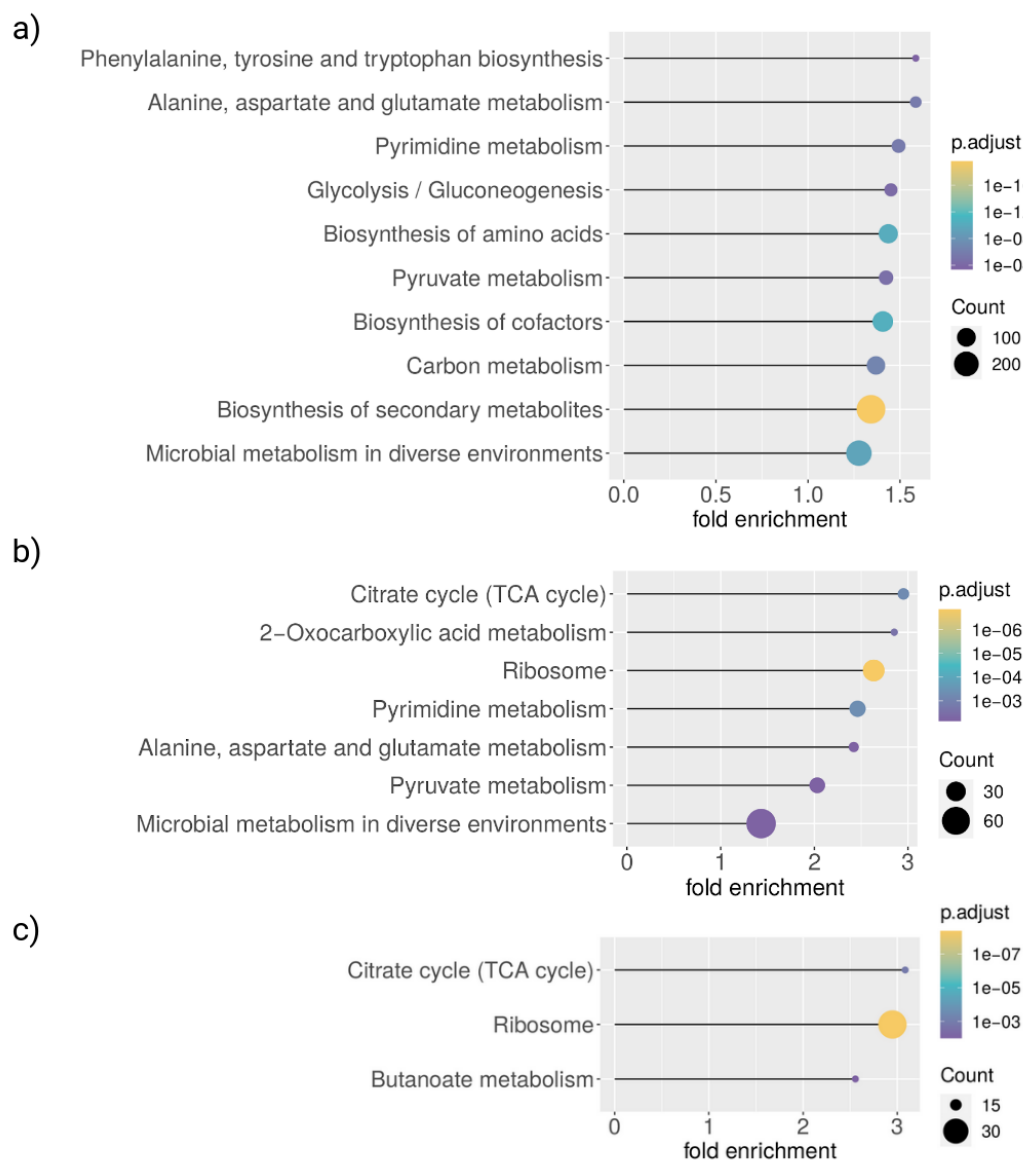 a)
Phenylalanine, tyrosine and tryptophan biosynthesis
Alanine, aspartate and glutamate metabolism
Pyrimidine metabolism
Glycolysis / Gluconeogenesis
Biosynthesis of amino acids
Pyruvate metabolism
Biosynthesis of cofactors
Carbon metabolism
Biosynthesis of secondary metabolites
Microbial metabolism in diverse environments
0.0 0.5 1.0 1.5
fold enrichment
p.adjust
1e-1
1e-1
1e-0
1e-0
Count
100
200
b)
Citrate cycle (TCA cycle)
2-Oxocarboxylic acid metabolism
Ribosome
Pyrimidine metabolism
Alanine, aspartate and glutamate metabolism
Pyruvate metabolism
Microbial metabolism in diverse environments
0 1 2 3
fold enrichment
p.adjust
1e-06
1e-05
1e-04
1e-03
Count
30
60
c)
Citrate cycle (TCA cycle)
Ribosome
Butanoate metabolism
0 1 2 3
fold enrichment
p.adjust
1e-07
1e-05
1e-03
Count
15
30